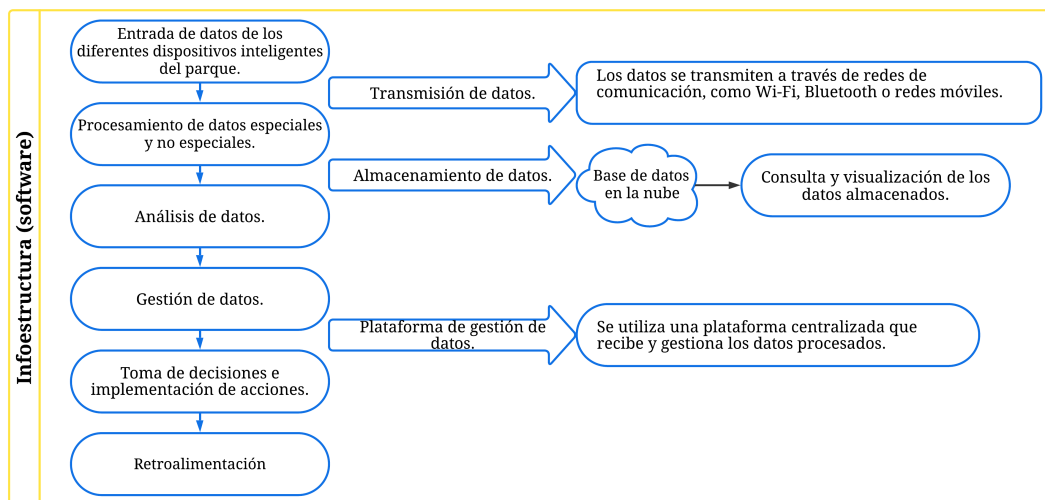 Infoestructura (software)
Entrada de datos de los
diferentes dispositivos inteligentes
del parque.
Transmisión de datos.
Los datos se transmiten a través de redes de
comunicación, como Wi-Fi, Bluetooth o redes móviles.
Procesamiento de datos especiales
y no especiales.
Almacenamiento de datos.
Base de datos
en la nube
Consulta y visualización de los
datos almacenados.
Análisis de datos.
Gestión de datos.
Plataforma de gestión de
datos.
Se utiliza una plataforma centralizada que
recibe y gestiona los datos procesados.
Toma de decisiones e
implementación de acciones.
Retroalimentación